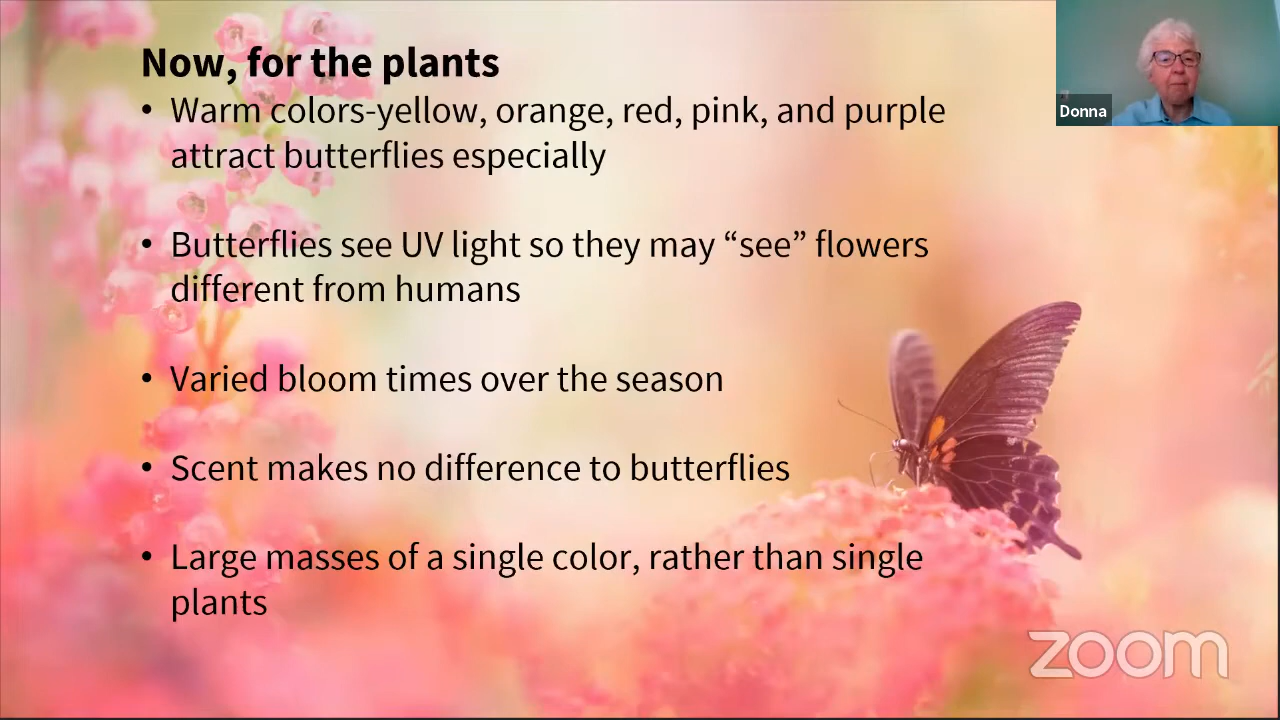 Now, for the plants
• Warm colors-yellow, orange, red, pink, and purple
attract butterflies especially
• Butterflies see UV light so they may “see” flowers
different from humans
• Varied bloom times over the season
• Scent makes no difference to butterflies
• Large masses of a single color, rather than single
plants
Donna
zoom